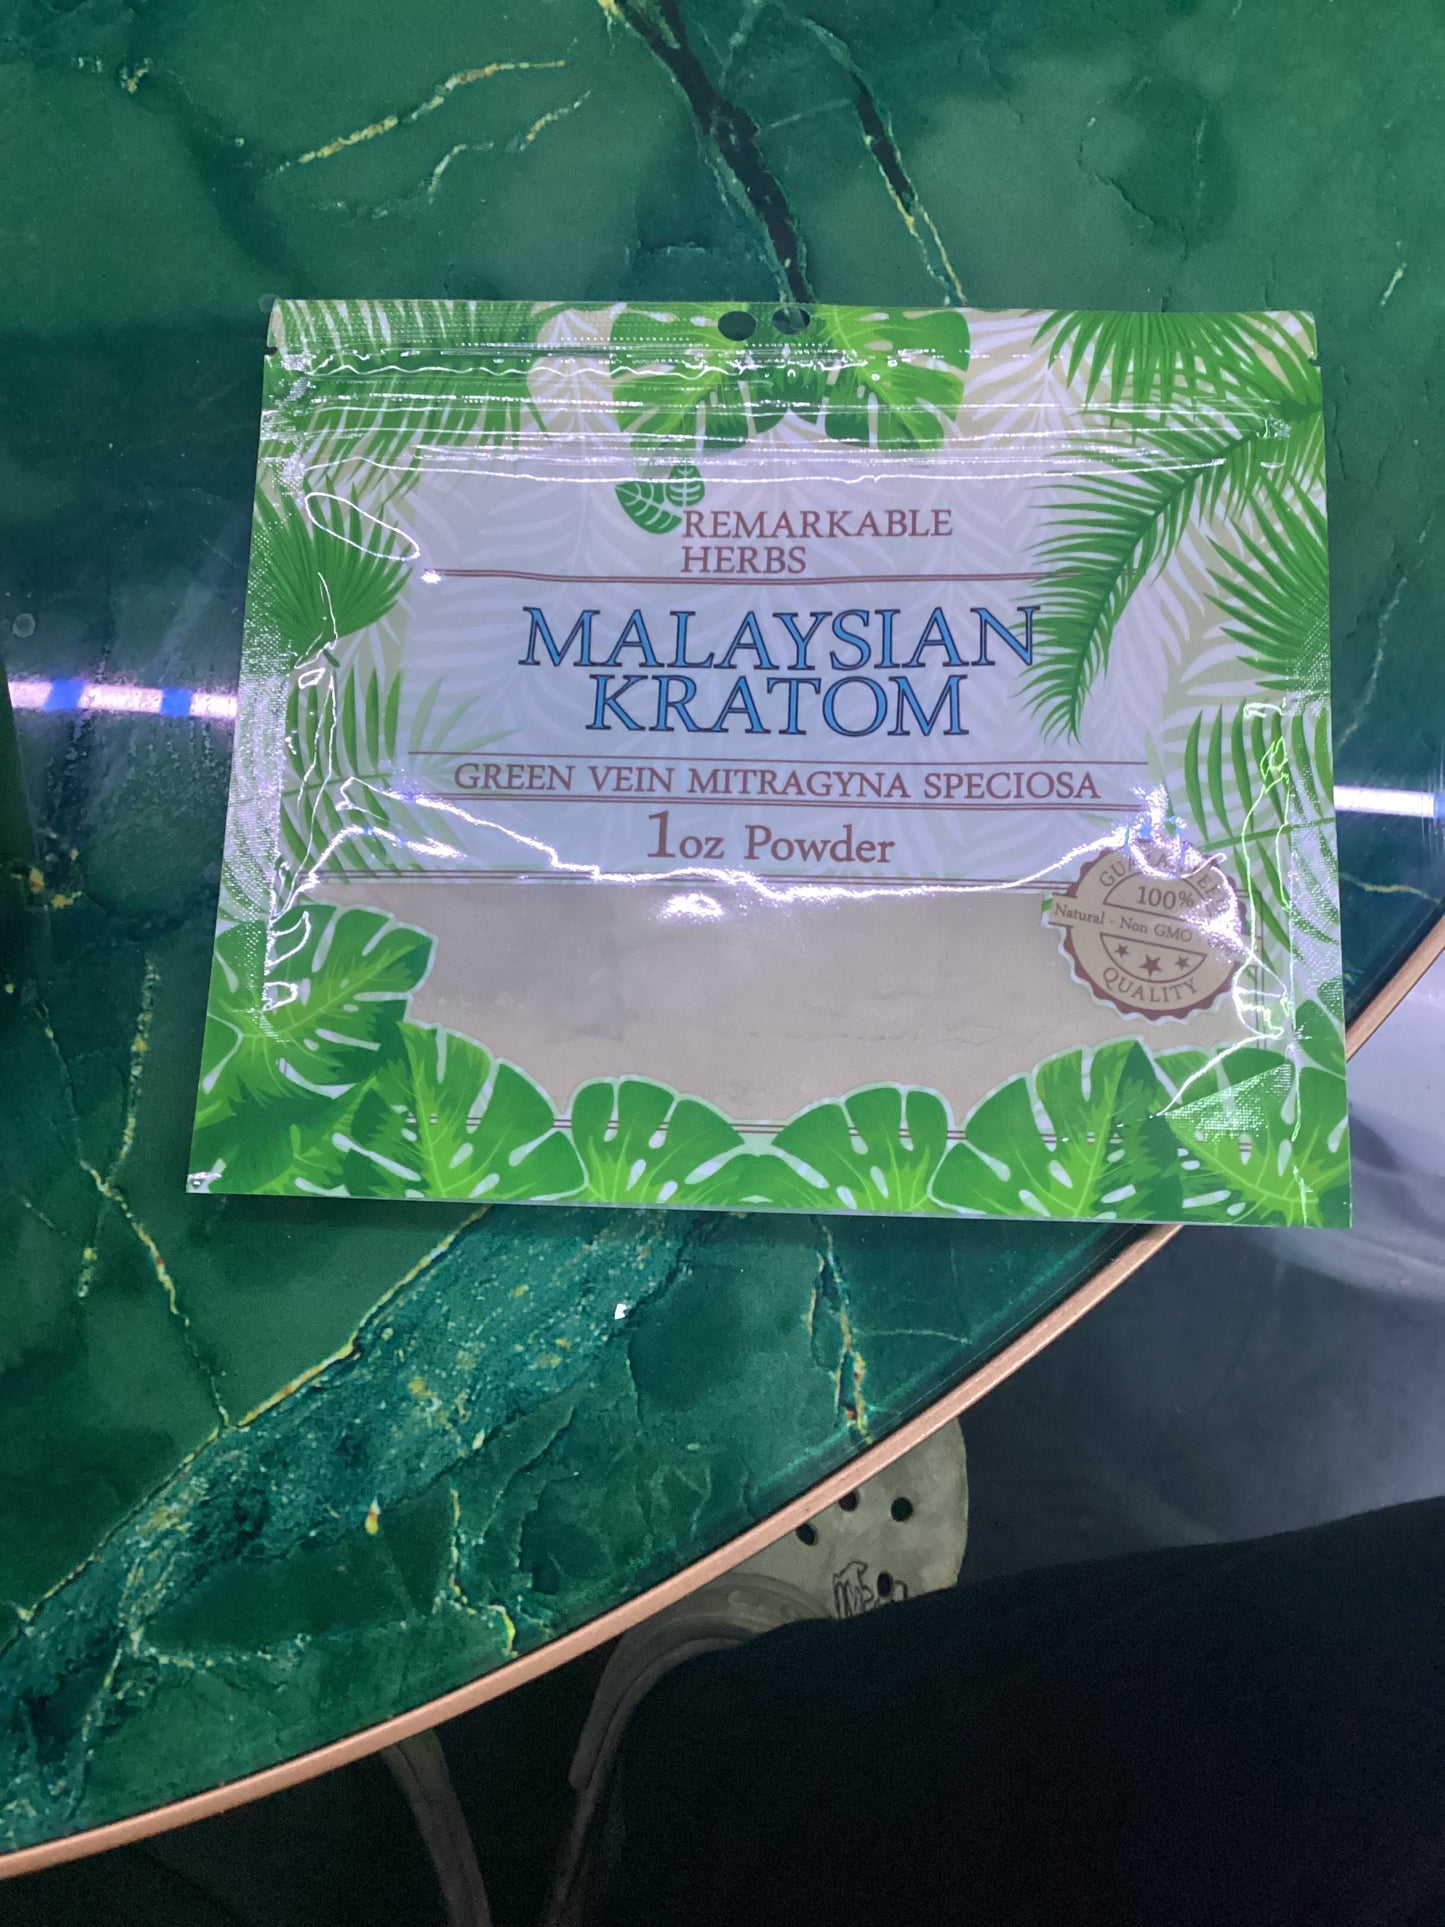 REMARKABLE
HERBS
MALAYSIAN
KRATOM
GREEN VEIN MITRAGYNA SPECIOSA
1oz Powder
100%
Natural · Non GMO ·
QUALITY